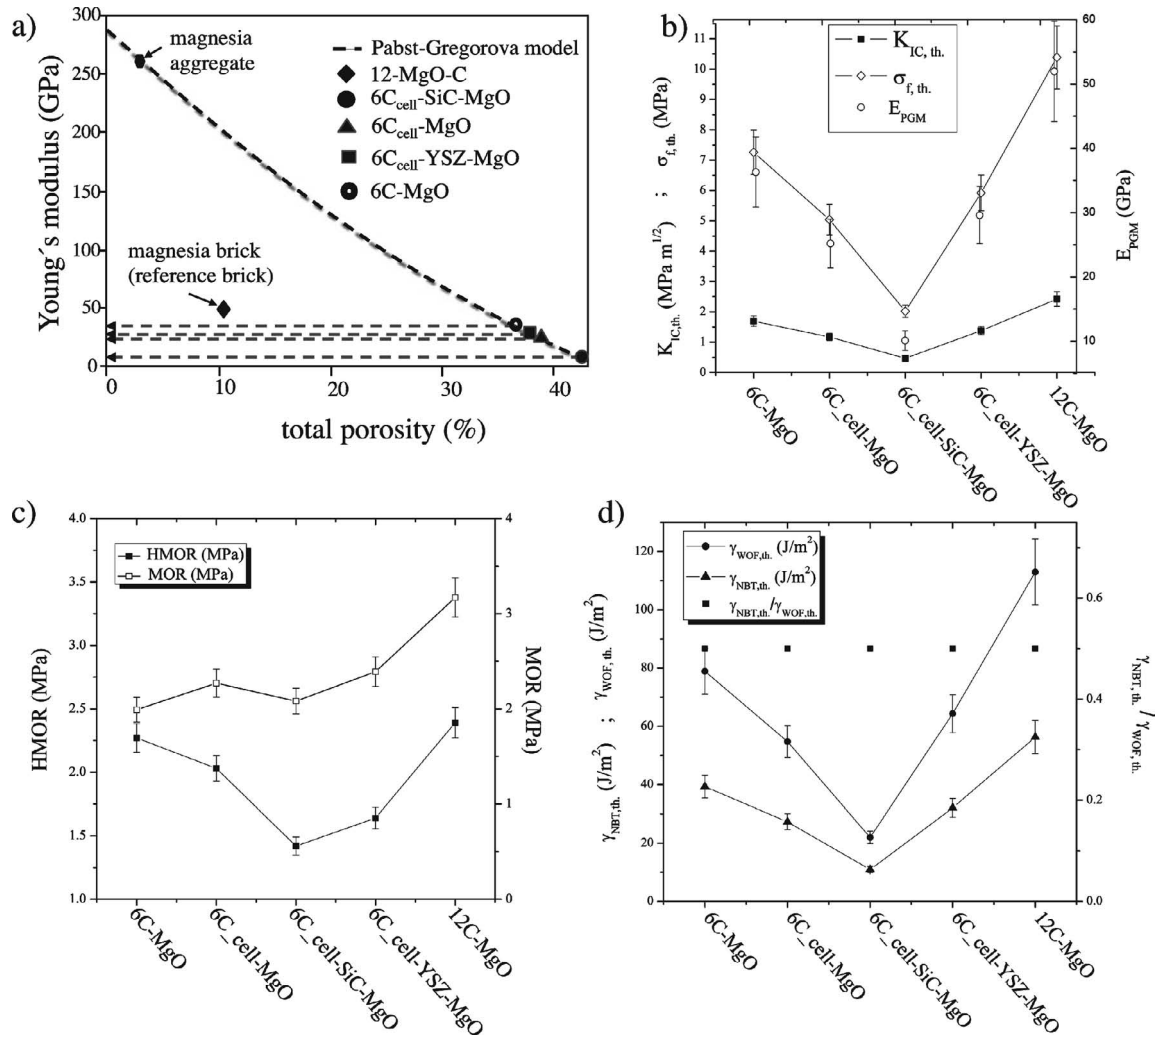 a)
300
250
200
150
100
50
0
Young´s modulus (GPa)
magnesia
aggregate
Pabst-Gregorova model
12-MgO-C
6Ccell-SiC-MgO
6Ccell-MgO
6Ccell-YSZ-MgO
6C-MgO
magnesia brick
(reference brick)
0 10 20 30 40
total porosity (%)
b)
KIC, th.
σf, th.
EPGM
12
11
10
9
8
7
6
5
4
3
2
1
0
KIC,th. (MPa m1/2) ; σf, th. (MPa)
60
50
40
30
20
10
EPGM (GPa)
6C-MgO
6C_cell-MgO
6C_cell-SiC-MgO
6C_cell-YSZ-MgO
12C-MgO
c)
HMOR (MPa)
MOR (MPa)
4.0
3.5
3.0
2.5
2.0
1.5
1.0
HMOR (MPa)
4
3
2
1
0
MOR (MPa)
6C-MgO
6C_cell-MgO
6C_cell-SiC-MgO
6C_cell-YSZ-MgO
12C-MgO
d)
γWOF,th. (J/m2)
γNBT,th. (J/m2)
γNBT,th./γWOF,th.
120
100
80
60
40
20
0
γNBT,th. (J/m2) ; γWOF, th. (J/m2)
0.6
0.4
0.2
0.0
γNBT, th. / γWOF, th.
6C-MgO
6C_cell-MgO
6C_cell-SiC-MgO
6C_cell-YSZ-MgO
12C-MgO